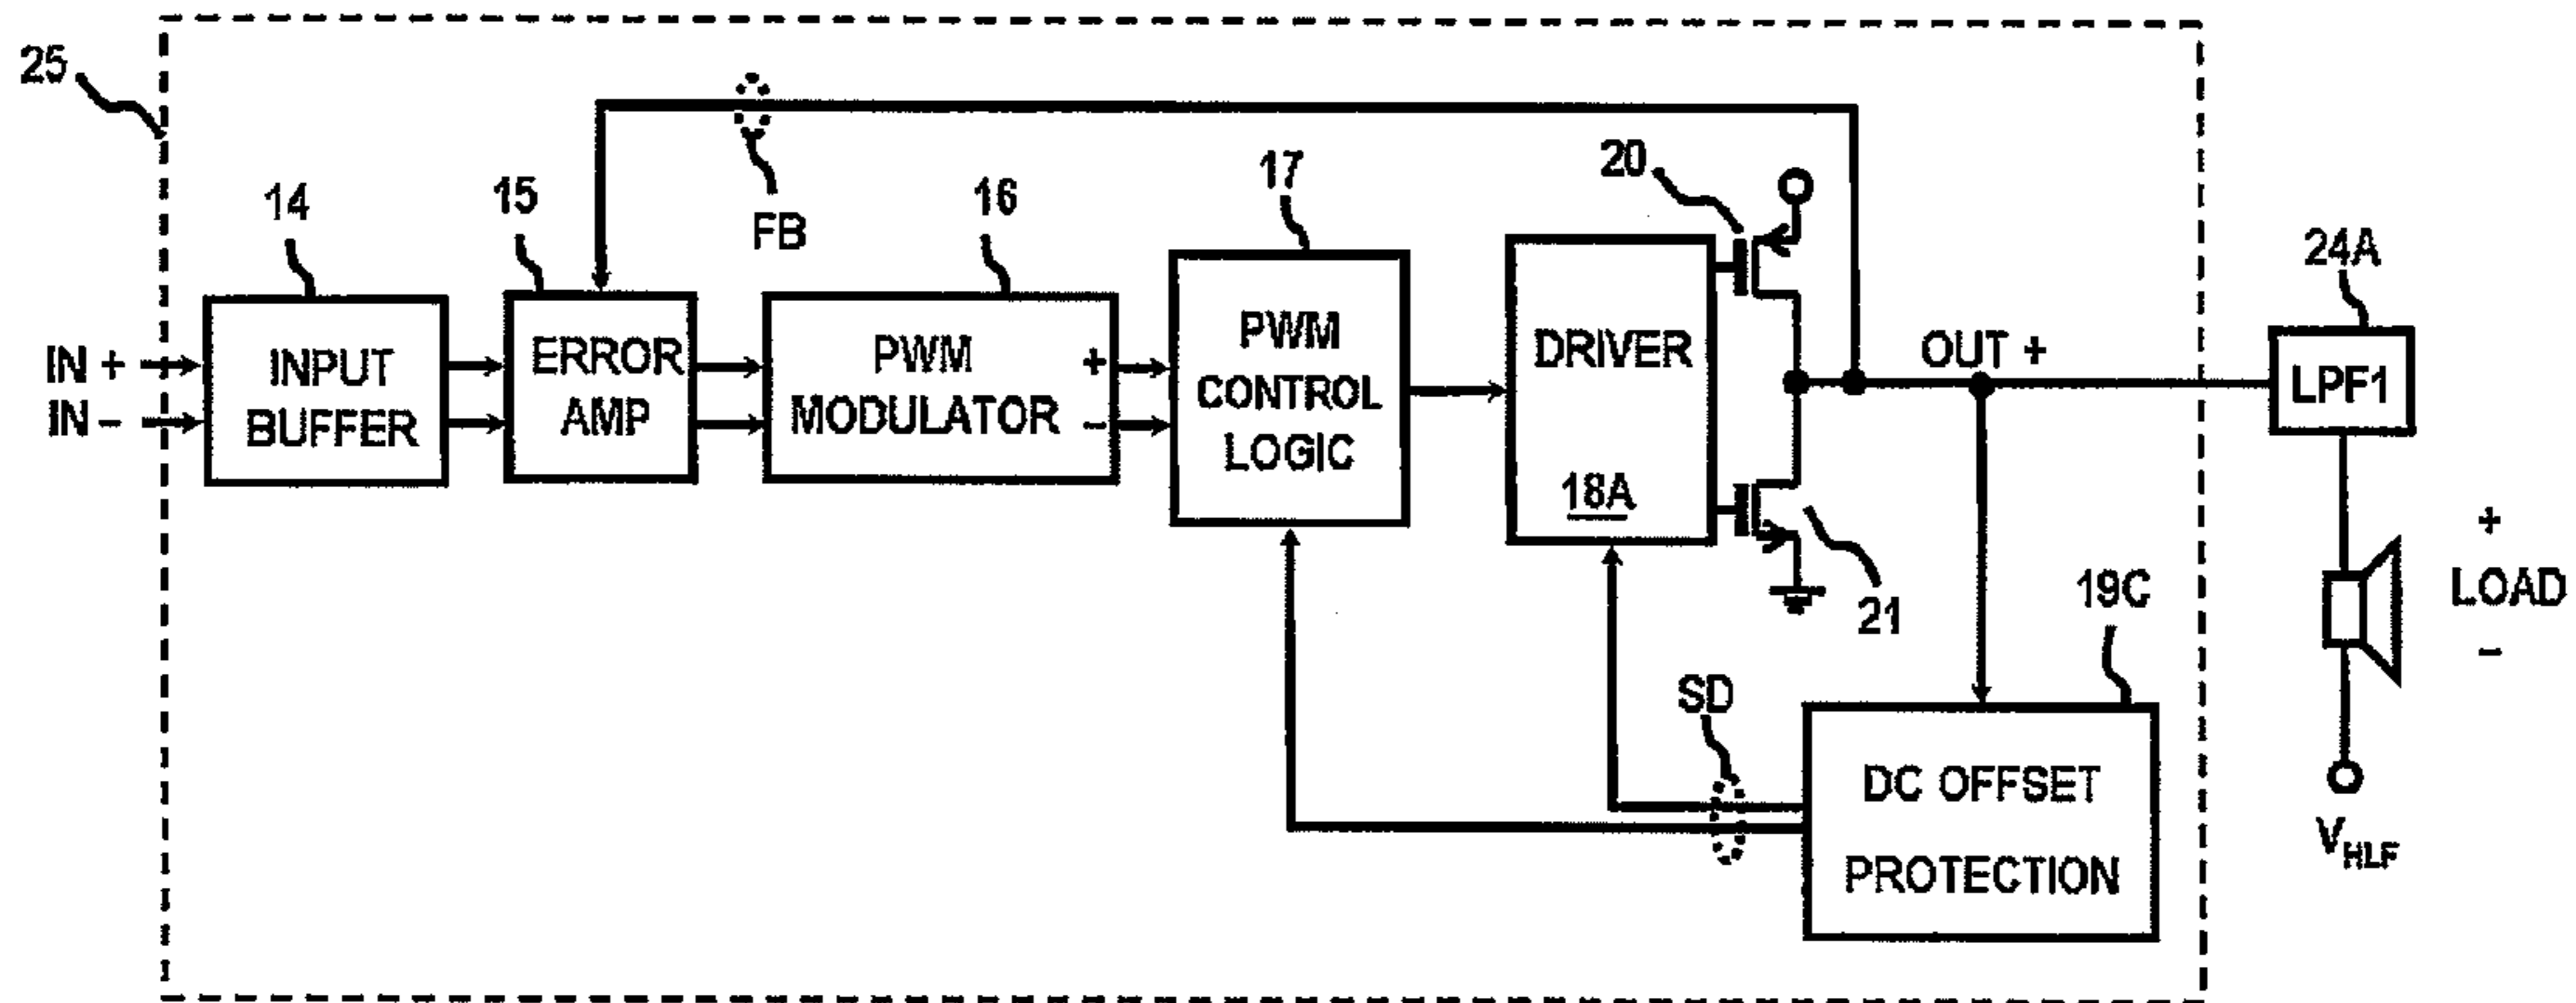 25
FB
14
15
16
17
20
24A
IN +
IN –
INPUT
BUFFER
ERROR
AMP
PWM
MODULATOR
+
–
PWM
CONTROL
LOGIC
DRIVER
18A
21
OUT +
LPF1
+
LOAD
–
19C
SD
DC OFFSET
PROTECTION
VHLF